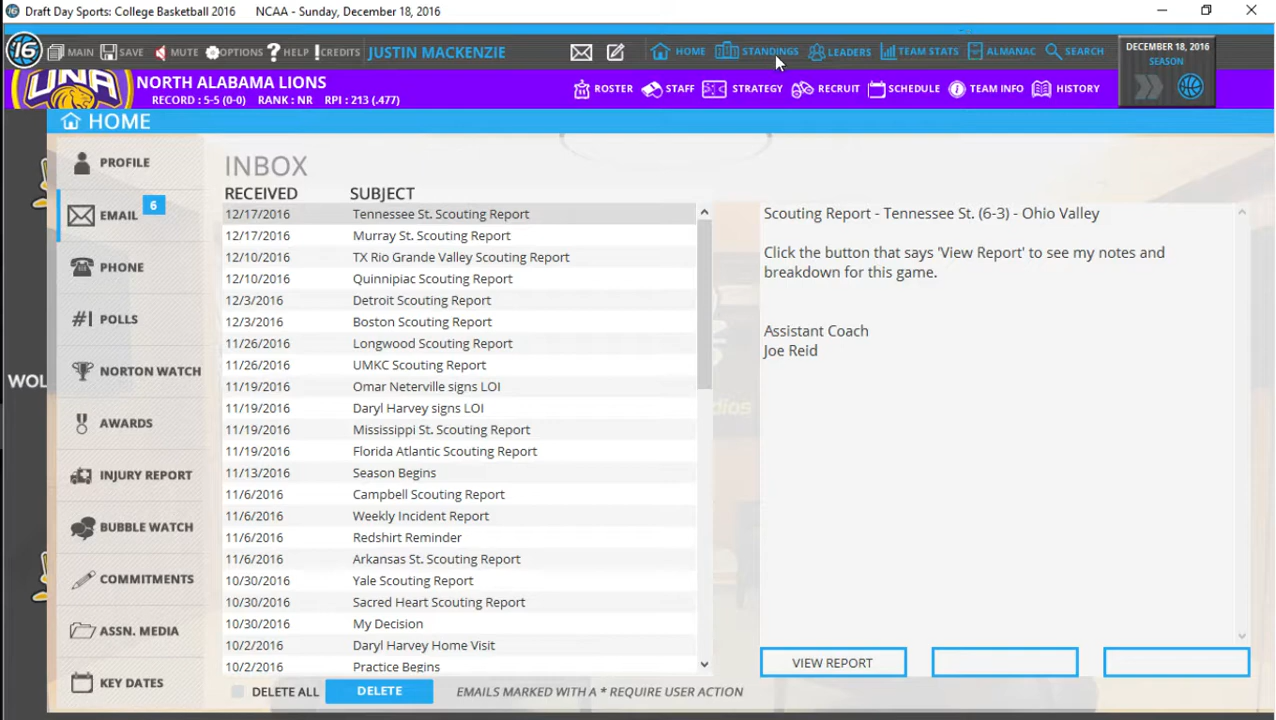 Draft Day Sports: College Basketball 2016 NCAA - Sunday, December 18, 2016
16 MAIN SAVE MUTE OPTIONS HELP CREDITS JUSTIN MACKENZIE HOME STANDINGS LEADERS TEAM STATS ALMANAC SEARCH
DECEMBER 18, 2016
SEASON
UNA NORTH ALABAMA LIONS
RECORD : 5-5 (0-0) RANK : NR RPI : 213 (.477)
ROSTER STAFF STRATEGY RECRUIT SCHEDULE TEAM INFO HISTORY
HOME
PROFILE
EMAIL 6
PHONE
#1 POLLS
NORTON WATCH
AWARDS
INJURY REPORT
BUBBLE WATCH
COMMITMENTS
ASSN. MEDIA
KEY DATES
WOL
INBOX
RECEIVED SUBJECT
12/17/2016 Tennessee St. Scouting Report
12/17/2016 Murray St. Scouting Report
12/10/2016 TX Rio Grande Valley Scouting Report
12/10/2016 Quinnipiac Scouting Report
12/3/2016 Detroit Scouting Report
12/3/2016 Boston Scouting Report
11/26/2016 Longwood Scouting Report
11/26/2016 UMKC Scouting Report
11/19/2016 Omar Neterville signs LOI
11/19/2016 Daryl Harvey signs LOI
11/19/2016 Mississippi St. Scouting Report
11/19/2016 Florida Atlantic Scouting Report
11/13/2016 Season Begins
11/6/2016 Campbell Scouting Report
11/6/2016 Weekly Incident Report
11/6/2016 Redshirt Reminder
11/6/2016 Arkansas St. Scouting Report
10/30/2016 Yale Scouting Report
10/30/2016 Sacred Heart Scouting Report
10/30/2016 My Decision
10/2/2016 Daryl Harvey Home Visit
10/2/2016 Practice Begins
DELETE ALL DELETE EMAILS MARKED WITH A * REQUIRE USER ACTION
Scouting Report - Tennessee St. (6-3) - Ohio Valley
Click the button that says 'View Report' to see my notes and
breakdown for this game.
Assistant Coach
Joe Reid
VIEW REPORT